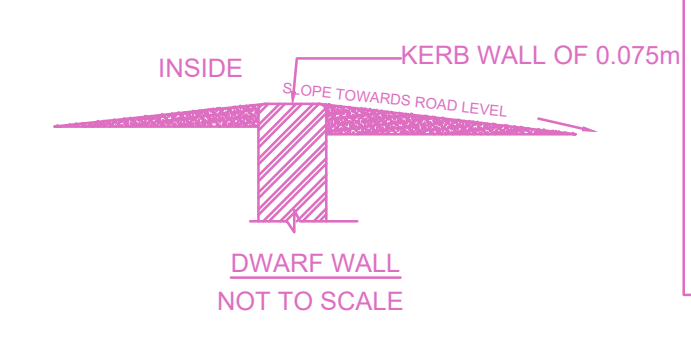 KERB WALL OF 0.075m
INSIDE
SLOPE TOWARDS ROAD LEVEL
DWARF WALL
NOT TO SCALE